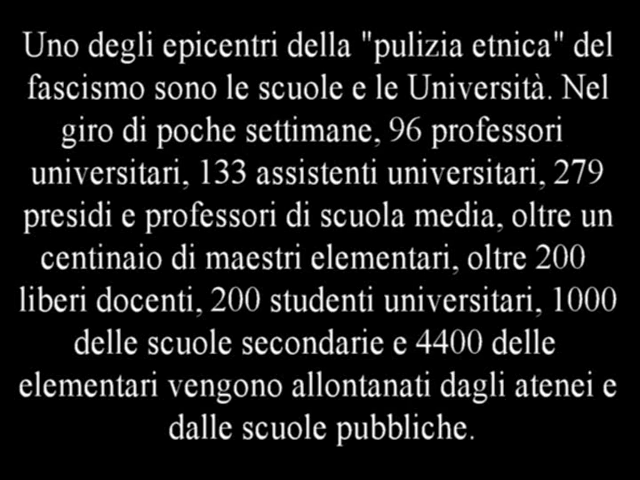 Uno degli epicentri della "pulizia etnica" del
fascismo sono le scuole e le Università. Nel
giro di poche settimane, 96 professori
universitari, 133 assistenti universitari, 279
presidi e professori di scuola media, oltre un
centinaio di maestri elementari, oltre 200
liberi docenti, 200 studenti universitari, 1000
delle scuole secondarie e 4400 delle
elementari vengono allontanati dagli atenei e
dalle scuole pubbliche.